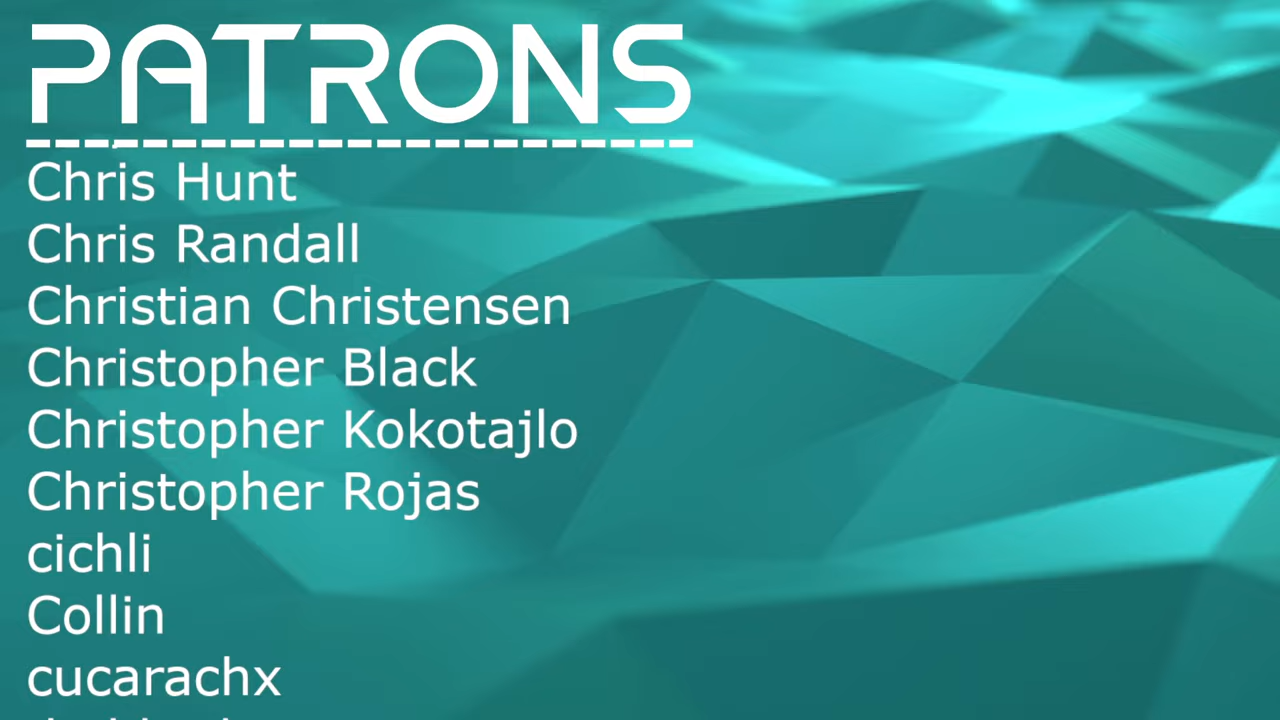 PATRONS
Chris Hunt
Chris Randall
Christian Christensen
Christopher Black
Christopher Kokotajlo
Christopher Rojas
cichli
Collin
cucarachx